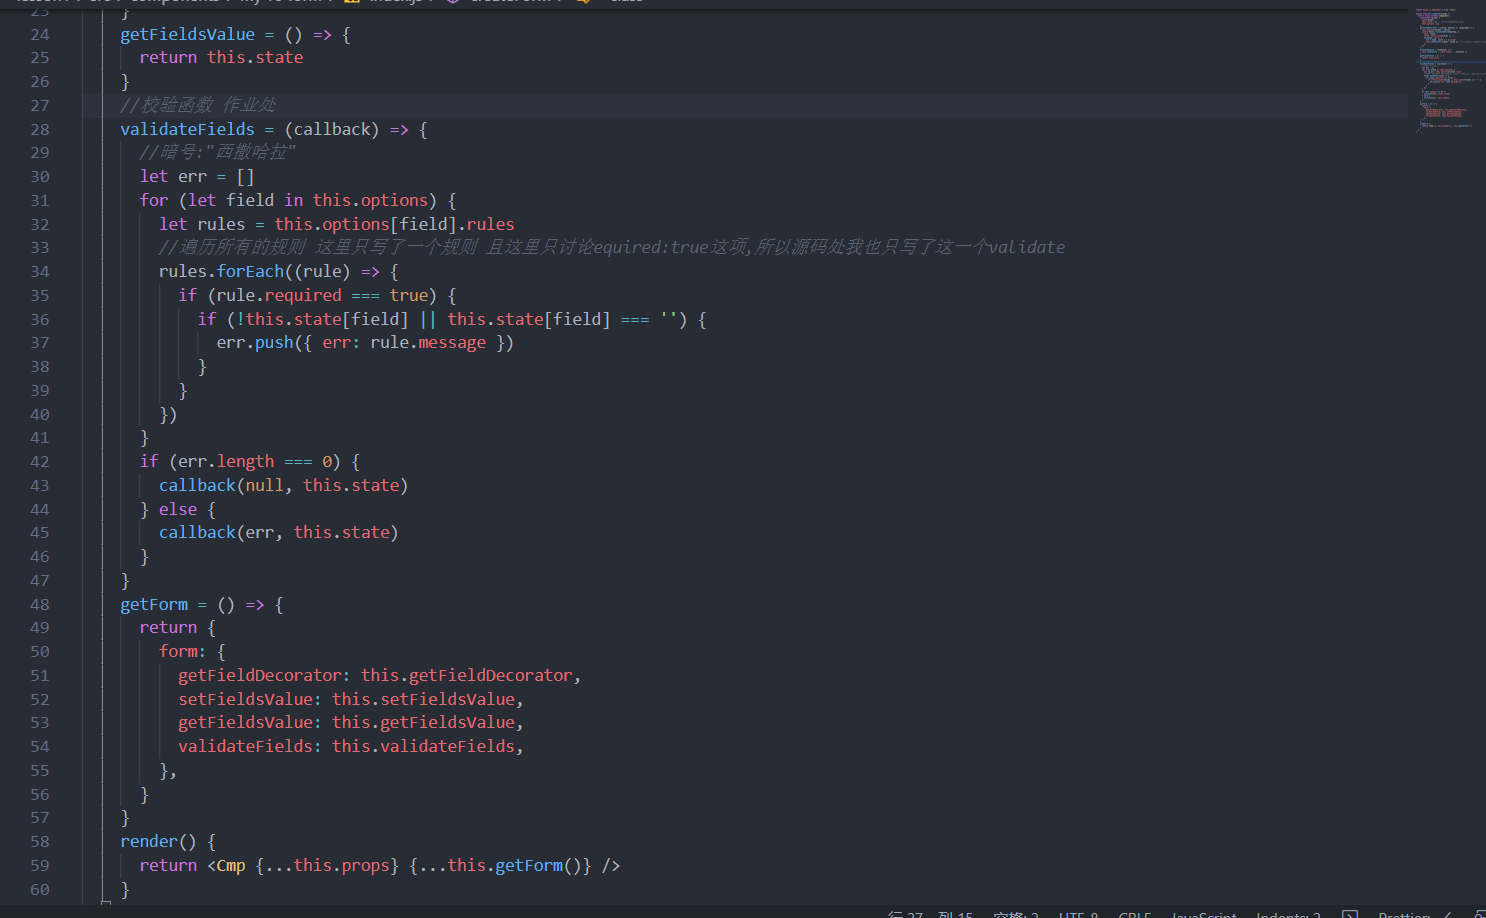 23 }
24 getFieldsValue = () => {
25 return this.state
26 }
27 //校验函数 作业处
28 validateFields = (callback) => {
29 //暗号:"西撒哈拉"
30 let err = []
31 for (let field in this.options) {
32 let rules = this.options[field].rules
33 //遍历所有的规则 这里只写了一个规则 且这里只讨论equired:true这项,所以源码处我也只写了这一个validate
34 rules.forEach((rule) => {
35 if (rule.required === true) {
36 if (!this.state[field] || this.state[field] === '') {
37 err.push({ err: rule.message })
38 }
39 }
40 })
41 }
42 if (err.length === 0) {
43 callback(null, this.state)
44 } else {
45 callback(err, this.state)
46 }
47 }
48 getForm = () => {
49 return {
50 form: {
51 getFieldDecorator: this.getFieldDecorator,
52 setFieldsValue: this.setFieldsValue,
53 getFieldsValue: this.getFieldsValue,
54 validateFields: this.validateFields,
55 },
56 }
57 }
58 render() {
59 return <Cmp {...this.props} {...this.getForm()} />
60 }
行 27, 列 15 空格: 2 UTF-8 CRLF JavaScript Indents: 2 Prettier: ✓